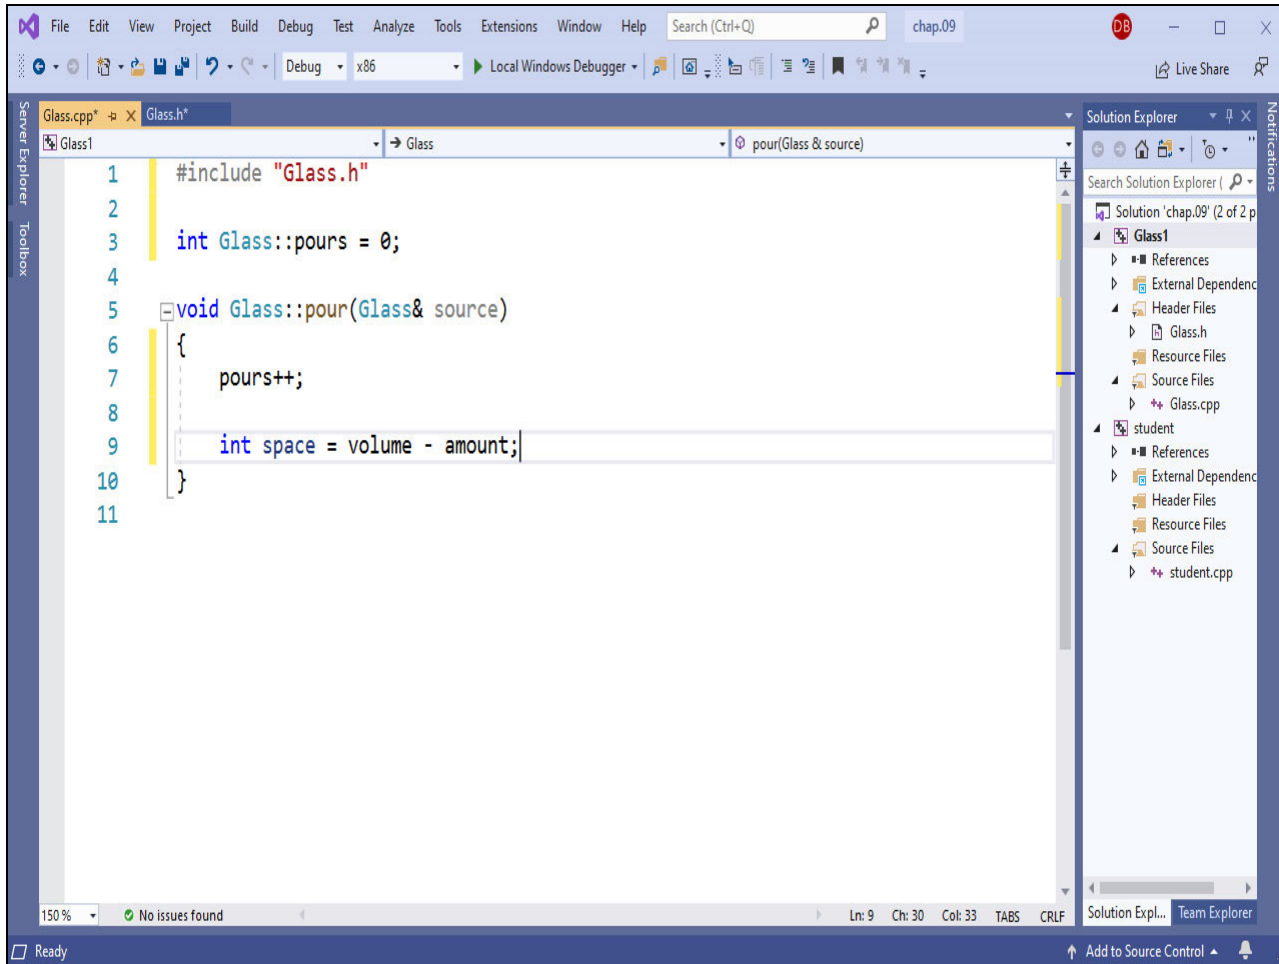 File Edit View Project Build Debug Test Analyze Tools Extensions Window Help Search (Ctrl+Q) chap.09 DB
Debug x86 Local Windows Debugger Live Share
Server Explorer
Toolbox
Glass.cpp* Glass.h*
Glass1 Glass pour(Glass & source)
1 #include "Glass.h"
2
3 int Glass::pours = 0;
4
5 void Glass::pour(Glass& source)
6 {
7 pours++;
8
9 int space = volume - amount;
10 }
11
150 % No issues found Ln: 9 Ch: 30 Col: 33 TABS CRLF
Solution Explorer
Search Solution Explorer (
Solution 'chap.09' (2 of 2 p
Glass1
References
External Dependenc
Header Files
Glass.h
Resource Files
Source Files
Glass.cpp
student
References
External Dependenc
Header Files
Resource Files
Source Files
student.cpp
Solution Expl... Team Explorer
Notifications
Ready Add to Source Control